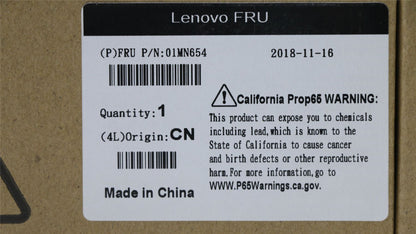 Lenovo FRU
(P)FRU P/N:01MN654
2018-11-16
Quantity:1
(4L)Origin:CN
Made in China
California Prop65 WARNING:
This product can expose you to chemicals
including lead,which is known to the
State of California to cause cancer
and birth defects or other reproductive
harm.For more information,go to
www.P65Warnings.ca.gov.